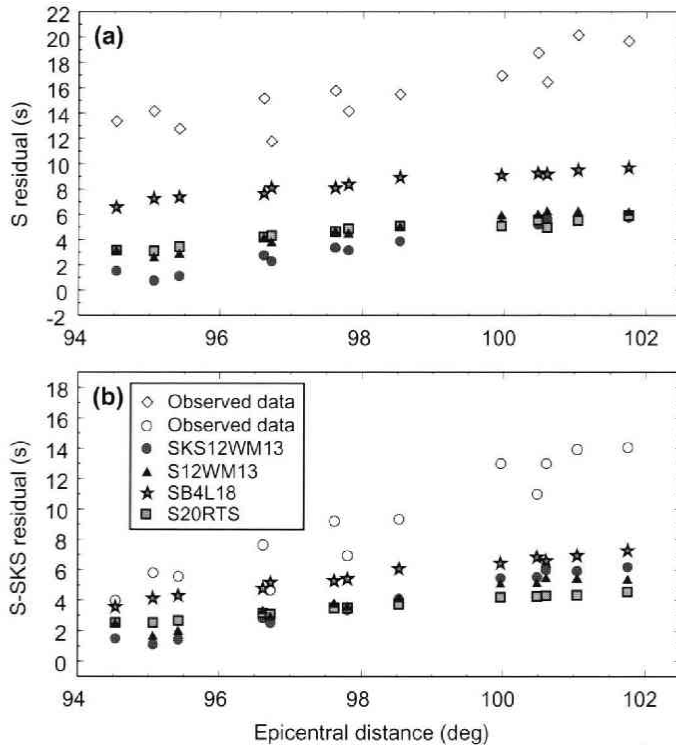 (a)
S residual (s)
22
20
18
16
14
12
10
8
6
4
2
0
-2
94 96 98 100 102
(b)
S-SKS residual (s)
18
16
14
12
10
8
6
4
2
0
Observed data
Observed data
SKS12WM13
S12WM13
SB4L18
S20RTS
94 96 98 100 102
Epicentral distance (deg)